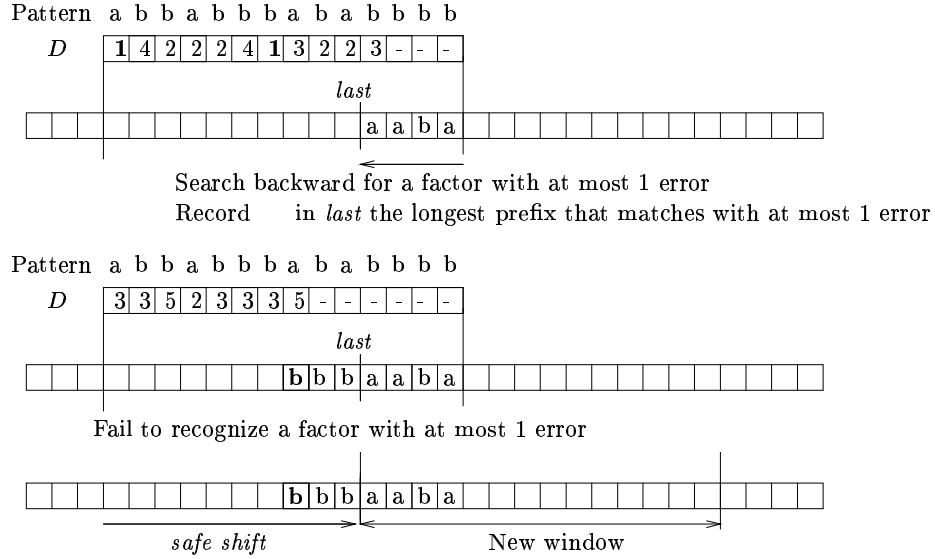 Pattern a b b a b b b a b a b b b b
D 1 4 2 2 2 4 1 3 2 2 3 - - -
last
a a b a
Search backward for a factor with at most 1 error
Record in last the longest prefix that matches with at most 1 error
Pattern a b b a b b b a b a b b b b
D 3 3 5 2 3 3 3 5 - - - - - -
last
b b b a a b a
Fail to recognize a factor with at most 1 error
b b b a a b a
safe shift New window